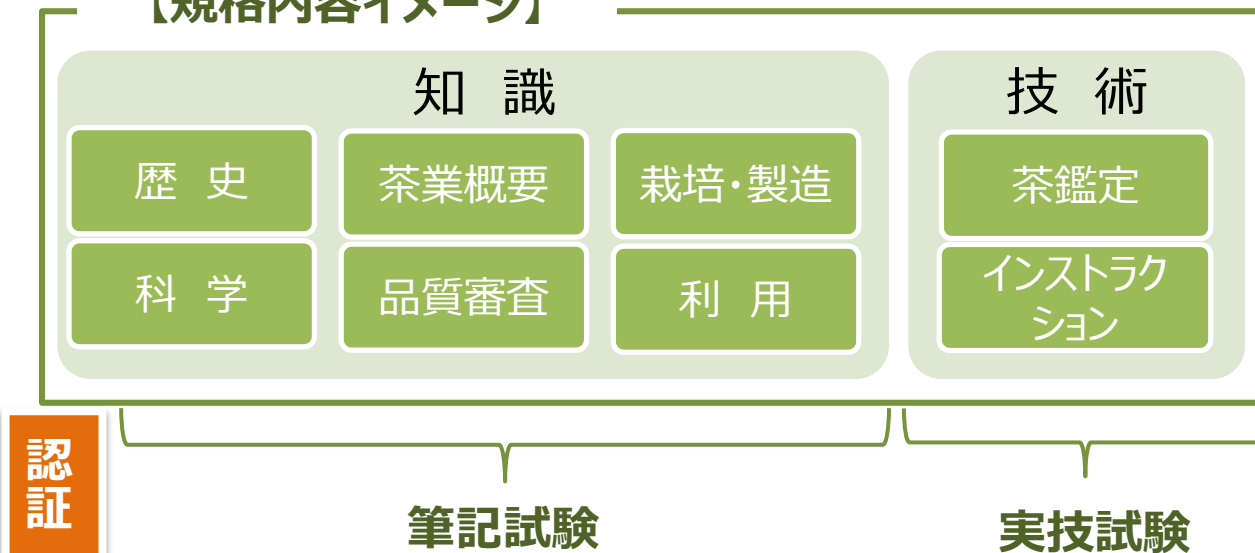 【規格内容イメージ】
知 識
技 術
歴 史
茶業概要
栽培・製造
茶鑑定
科 学
品質審査
利 用
インストラク
ション
認証
筆記試験
実技試験